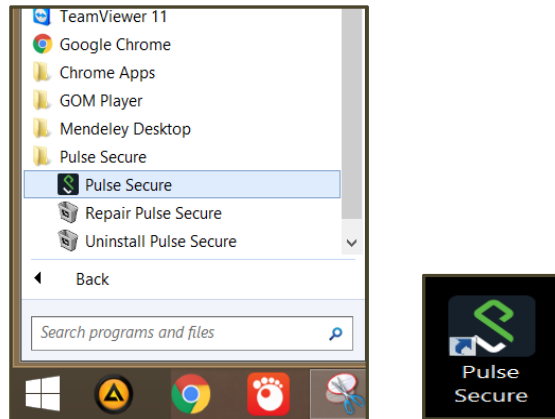 TeamViewer 11
Google Chrome
Chrome Apps
GOM Player
Mendeley Desktop
Pulse Secure
Pulse Secure
Repair Pulse Secure
Uninstall Pulse Secure
Back
Search programs and files
Pulse
Secure